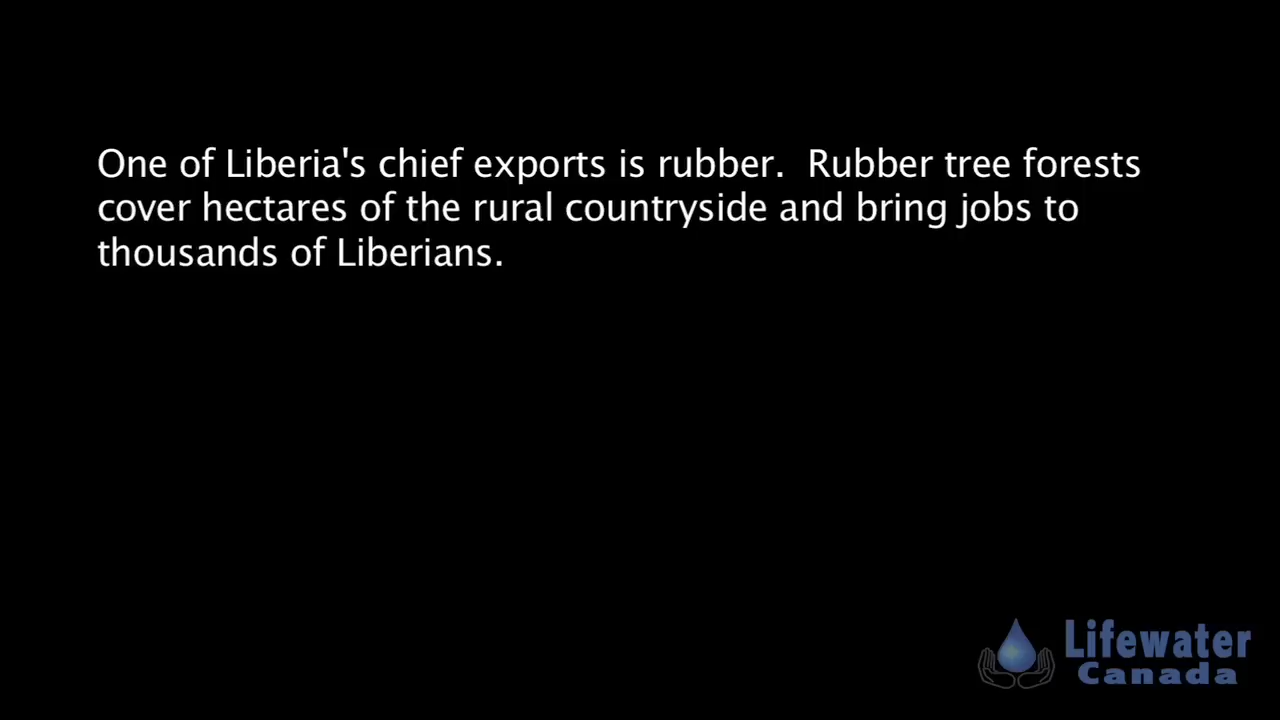 One of Liberia's chief exports is rubber.  Rubber tree forests
cover hectares of the rural countryside and bring jobs to
thousands of Liberians.
Lifewater
Canada